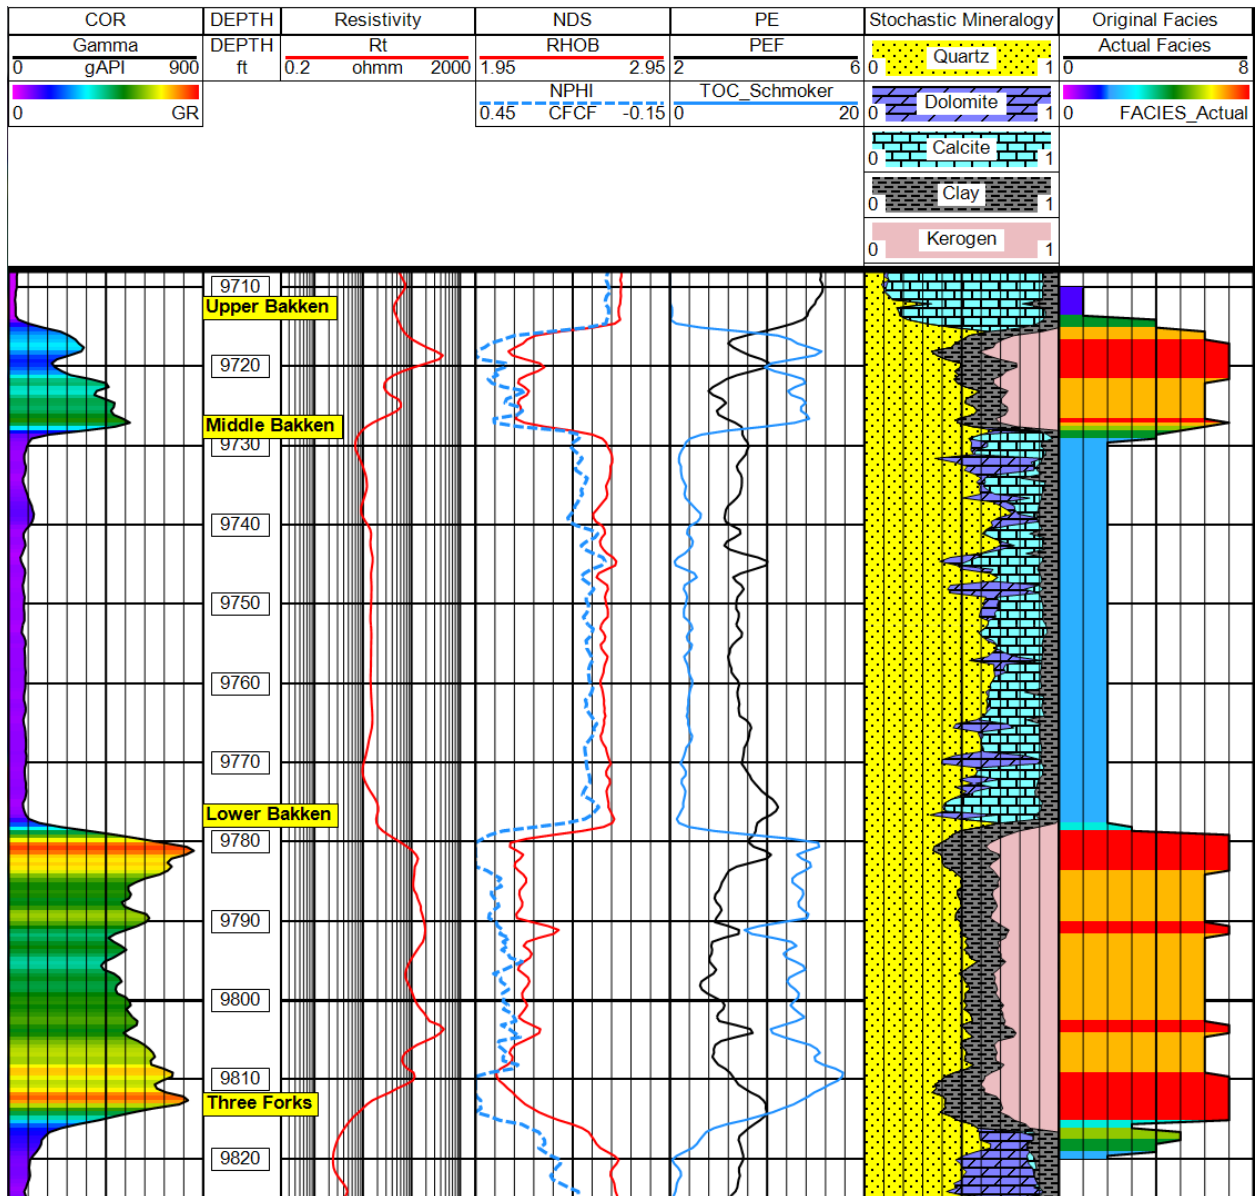 COR DEPTH Resistivity NDS PE Stochastic Mineralogy Original Facies
Gamma DEPTH Rt RHOB PEF Quartz Actual Facies
0 gAPI 900 ft 0.2 ohmm 2000 1.95 2.95 2 6 0 1 0 8
NPHI TOC_Schmoker Dolomite
0 GR 0.45 CFCF -0.15 0 20 0 1 0 FACIES_Actual
Calcite
0 1
Clay
0 1
Kerogen
0 1
9710
Upper Bakken
9720
Middle Bakken
9730
9740
9750
9760
9770
Lower Bakken
9780
9790
9800
9810
Three Forks
9820